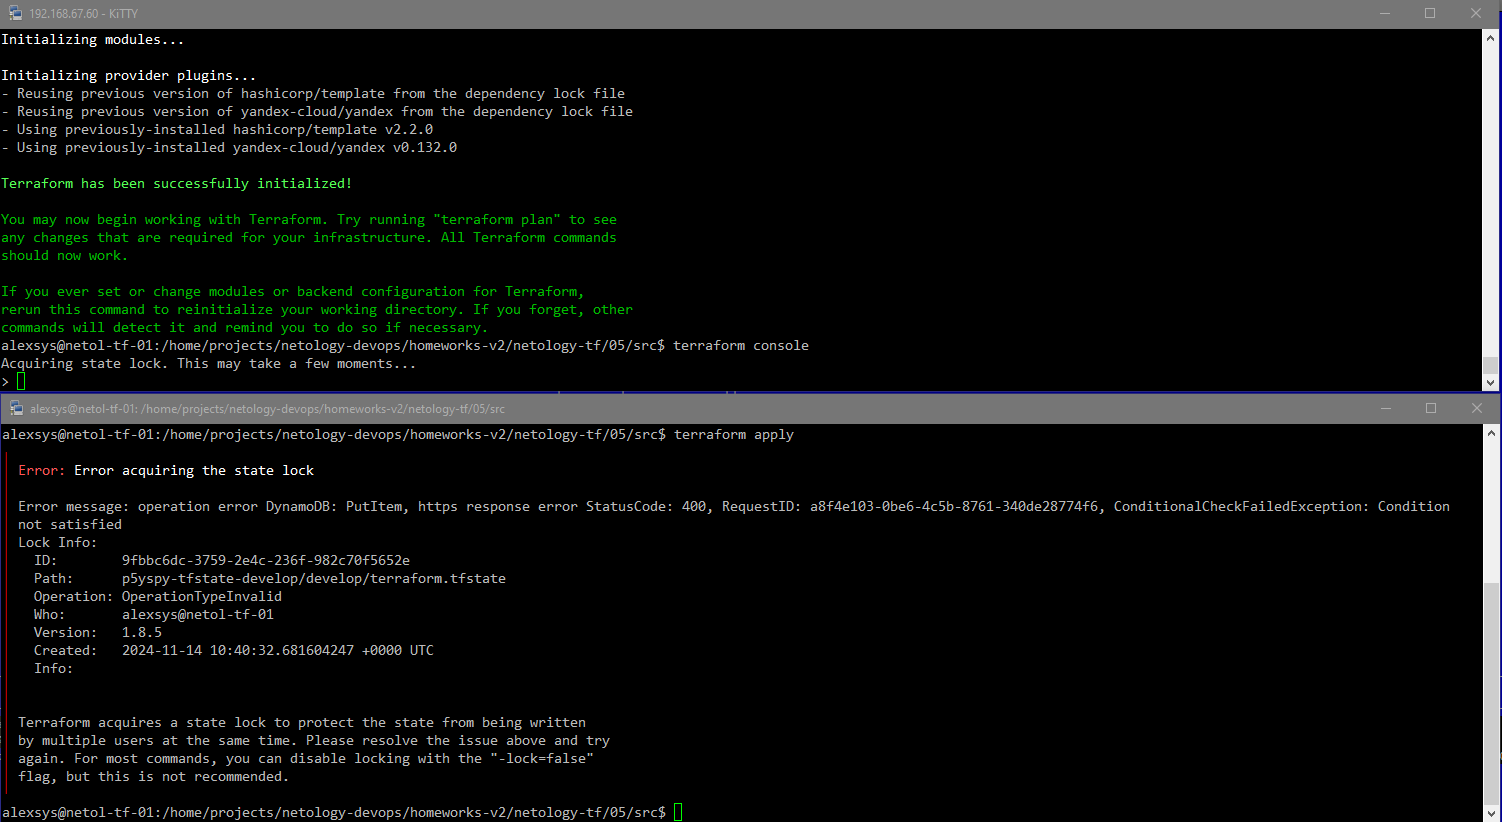 192.168.67.60 - KiTTY
Initializing modules...
Initializing provider plugins...
- Reusing previous version of hashicorp/template from the dependency lock file
- Reusing previous version of yandex-cloud/yandex from the dependency lock file
- Using previously-installed hashicorp/template v2.2.0
- Using previously-installed yandex-cloud/yandex v0.132.0
Terraform has been successfully initialized!
You may now begin working with Terraform. Try running "terraform plan" to see
any changes that are required for your infrastructure. All Terraform commands
should now work.
If you ever set or change modules or backend configuration for Terraform,
rerun this command to reinitialize your working directory. If you forget, other
commands will detect it and remind you to do so if necessary.
alexsys@netol-tf-01:/home/projects/netology-devops/homeworks-v2/netology-tf/05/src$ terraform console
Acquiring state lock. This may take a few moments...
>
alexsys@netol-tf-01: /home/projects/netology-devops/homeworks-v2/netology-tf/05/src
alexsys@netol-tf-01:/home/projects/netology-devops/homeworks-v2/netology-tf/05/src$ terraform apply
Error: Error acquiring the state lock
Error message: operation error DynamoDB: PutItem, https response error StatusCode: 400, RequestID: a8f4e103-0be6-4c5b-8761-340de28774f6, ConditionalCheckFailedException: Condition
not satisfied
Lock Info:
ID: 9fbbc6dc-3759-2e4c-236f-982c70f5652e
Path: p5yspy-tfstate-develop/develop/terraform.tfstate
Operation: OperationTypeInvalid
Who: alexsys@netol-tf-01
Version: 1.8.5
Created: 2024-11-14 10:40:32.681604247 +0000 UTC
Info:
Terraform acquires a state lock to protect the state from being written
by multiple users at the same time. Please resolve the issue above and try
again. For most commands, you can disable locking with the "-lock=false"
flag, but this is not recommended.
alexsys@netol-tf-01:/home/projects/netology-devops/homeworks-v2/netology-tf/05/src$